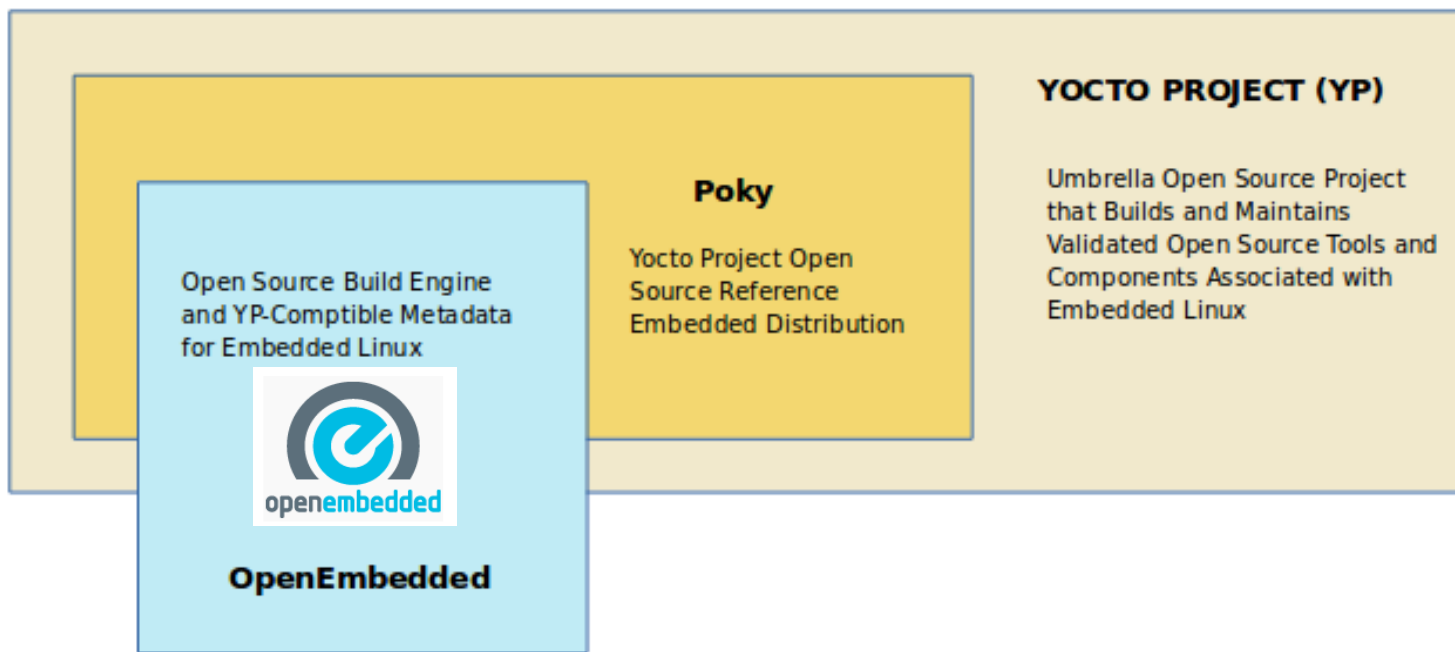 YOCTO PROJECT (YP)
Umbrella Open Source Project
that Builds and Maintains
Validated Open Source Tools and
Components Associated with
Embedded Linux
Poky
Yocto Project Open
Source Reference
Embedded Distribution
Open Source Build Engine
and YP-Comptible Metadata
for Embedded Linux
openembedded
OpenEmbedded